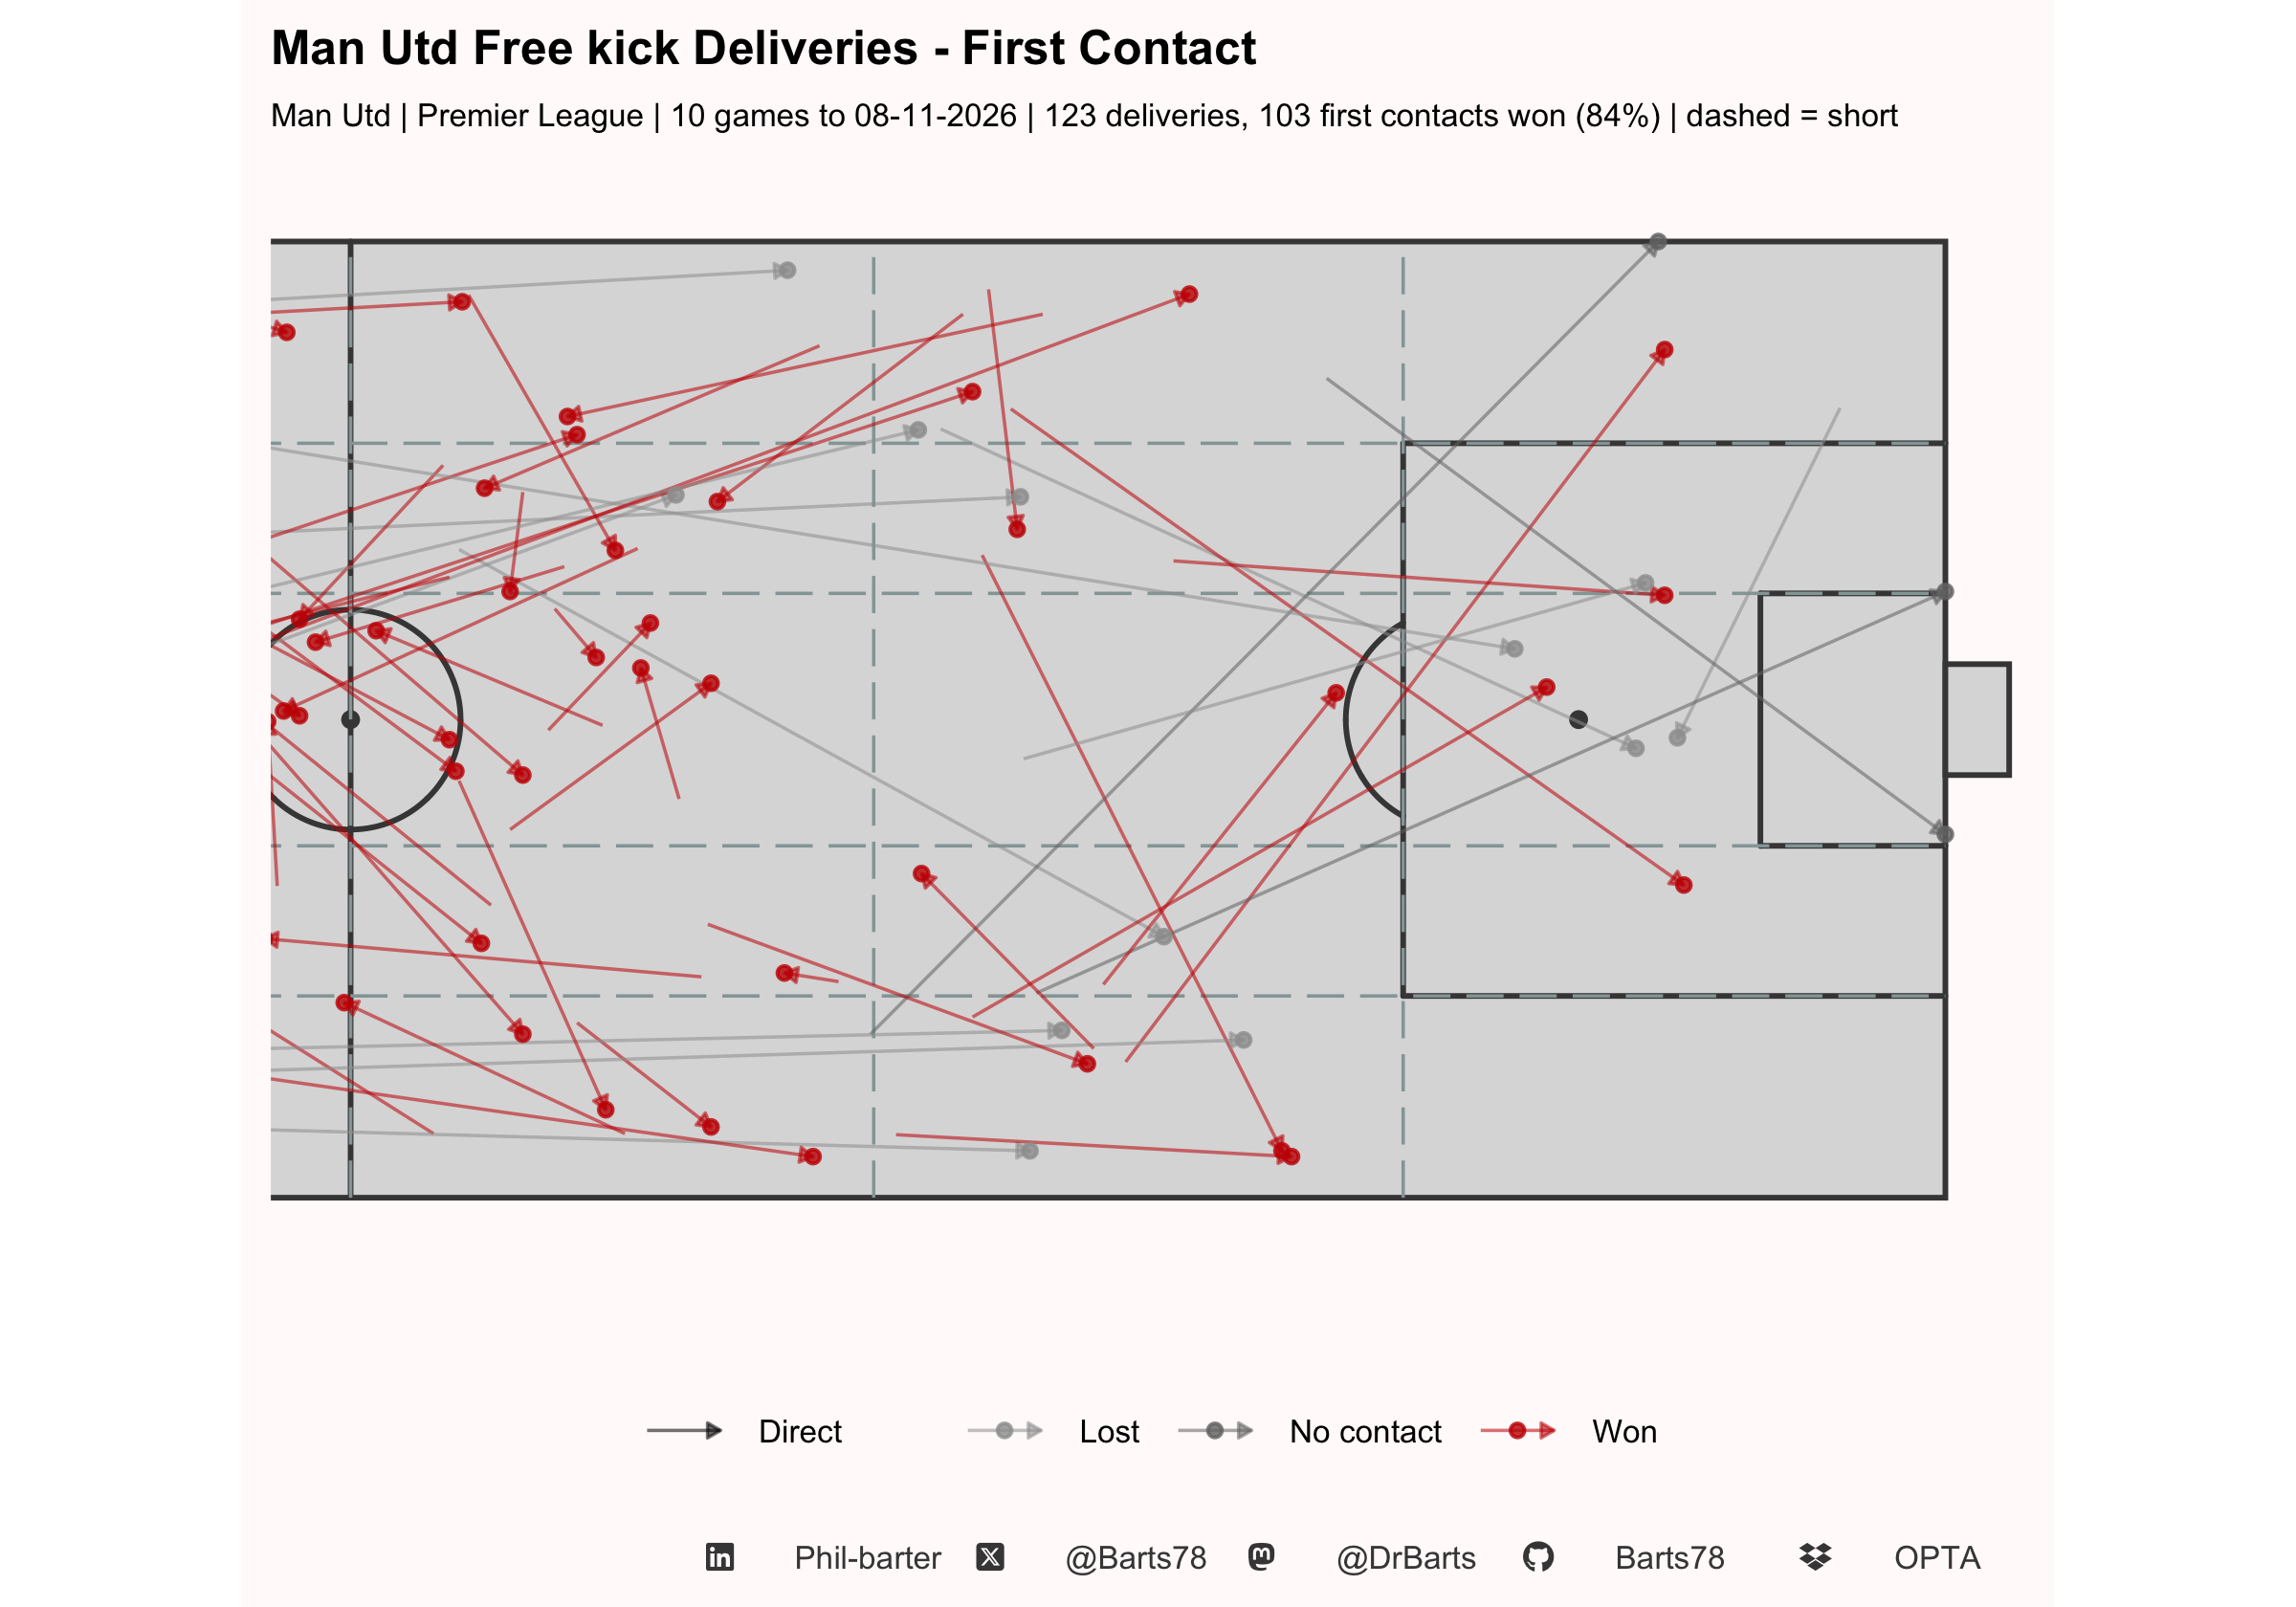 Man Utd Free kick Deliveries - First Contact
Man Utd | Premier League | 10 games to 08-11-2026 | 123 deliveries, 103 first contacts won (84%) | dashed = short
Direct Lost No contact Won
Phil-barter @Barts78 @DrBarts Barts78 OPTA